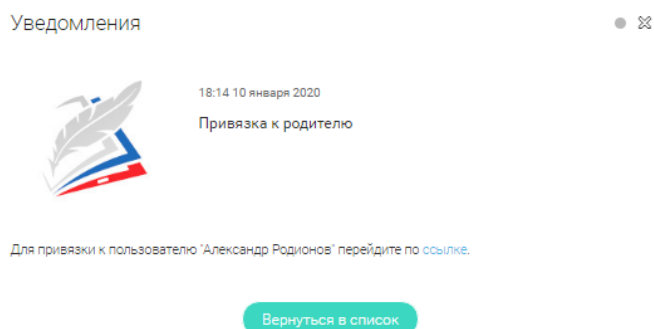 Уведомления
18:14 10 января 2020
Привязка к родителю
Для привязки к пользователю "Александр Родионов" перейдите по ссылке.
Вернуться в список